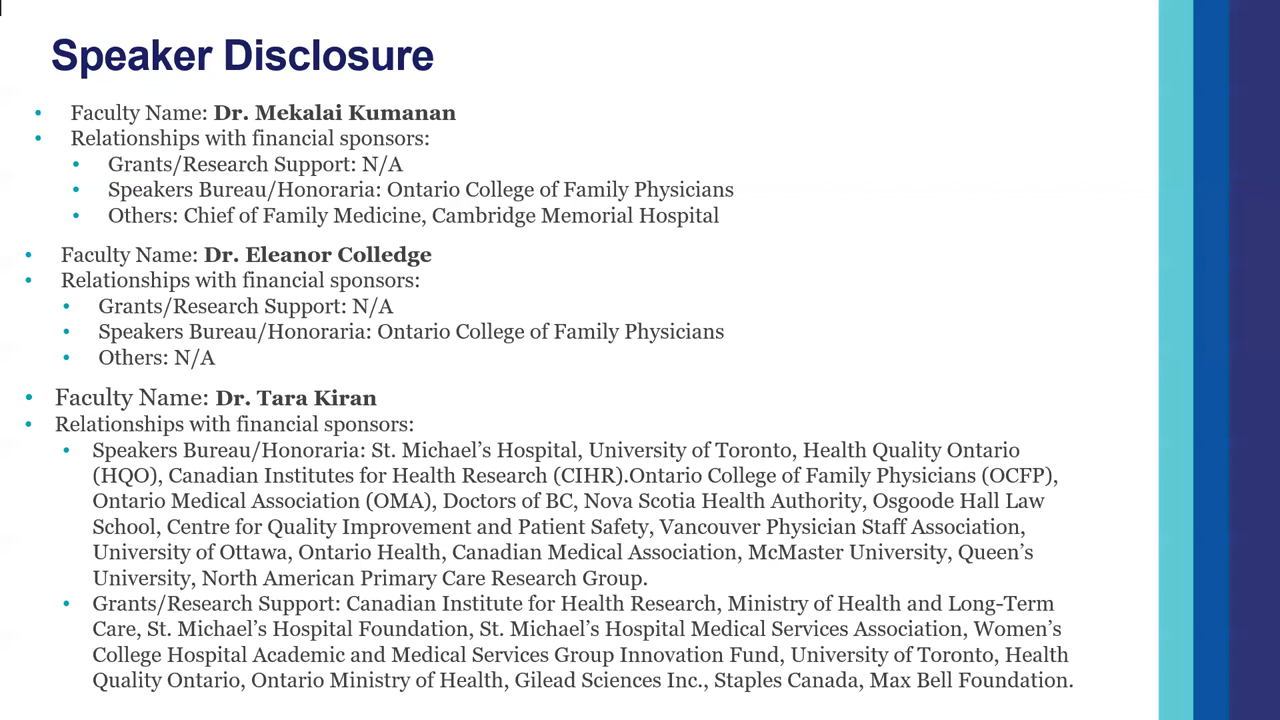 Speaker Disclosure
• Faculty Name: Dr. Mekalai Kumanan
• Relationships with financial sponsors:
• Grants/Research Support: N/A
• Speakers Bureau/Honoraria: Ontario College of Family Physicians
• Others: Chief of Family Medicine, Cambridge Memorial Hospital
• Faculty Name: Dr. Eleanor Colledge
• Relationships with financial sponsors:
• Grants/Research Support: N/A
• Speakers Bureau/Honoraria: Ontario College of Family Physicians
• Others: N/A
• Faculty Name: Dr. Tara Kiran
• Relationships with financial sponsors:
• Speakers Bureau/Honoraria: St. Michael’s Hospital, University of Toronto, Health Quality Ontario
(HQO), Canadian Institutes for Health Research (CIHR).Ontario College of Family Physicians (OCFP),
Ontario Medical Association (OMA), Doctors of BC, Nova Scotia Health Authority, Osgoode Hall Law
School, Centre for Quality Improvement and Patient Safety, Vancouver Physician Staff Association,
University of Ottawa, Ontario Health, Canadian Medical Association, McMaster University, Queen’s
University, North American Primary Care Research Group.
• Grants/Research Support: Canadian Institute for Health Research, Ministry of Health and Long-Term
Care, St. Michael’s Hospital Foundation, St. Michael’s Hospital Medical Services Association, Women’s
College Hospital Academic and Medical Services Group Innovation Fund, University of Toronto, Health
Quality Ontario, Ontario Ministry of Health, Gilead Sciences Inc., Staples Canada, Max Bell Foundation.